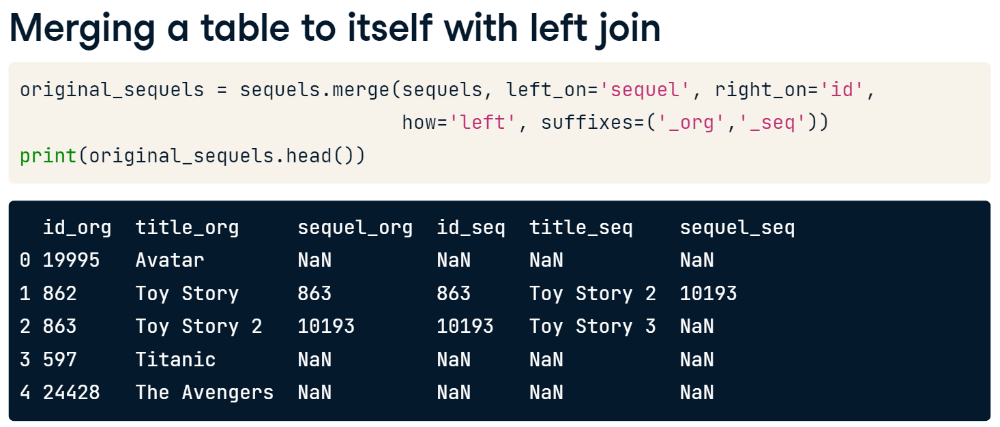 Merging a table to itself with left join
original_sequels = sequels.merge(sequels, left_on='sequel', right_on='id',
                                 how='left', suffixes=('_org','_seq'))
print(original_sequels.head())
  id_org  title_org     sequel_org  id_seq  title_seq    sequel_seq
0 19995   Avatar        NaN         NaN     NaN          NaN
1 862     Toy Story     863         863     Toy Story 2  10193
2 863     Toy Story 2   10193       10193   Toy Story 3  NaN
3 597     Titanic       NaN         NaN     NaN          NaN
4 24428   The Avengers  NaN         NaN     NaN          NaN